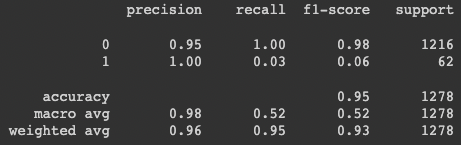 precision recall f1-score support
0 0.95 1.00 0.98 1216
1 1.00 0.03 0.06 62
accuracy 0.95 1278
macro avg 0.98 0.52 0.52 1278
weighted avg 0.96 0.95 0.93 1278